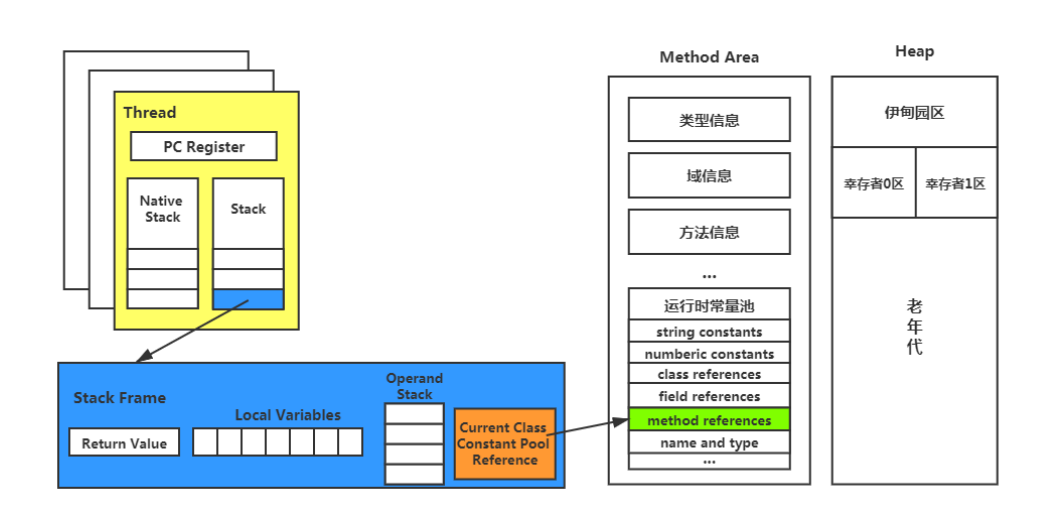 Thread
PC Register
Native
Stack
Stack
Stack Frame
Return Value
Local Variables
Operand
Stack
Current Class
Constant Pool
Reference
Method Area
类型信息
域信息
方法信息
...
运行时常量池
string constants
numberic constants
class references
field references
method references
name and type
...
Heap
伊甸园区
幸存者0区
幸存者1区
老
年
代